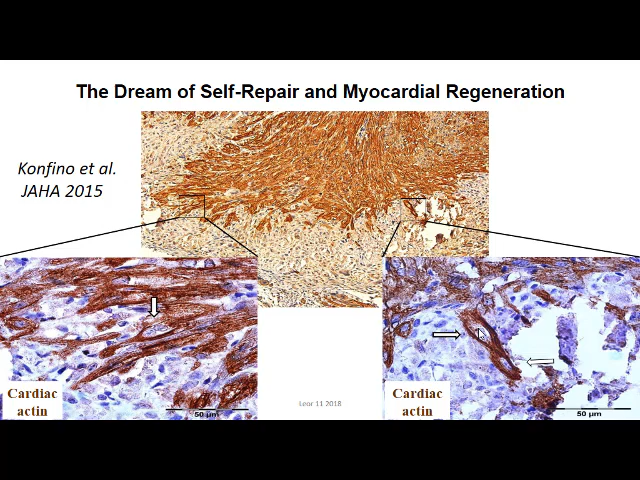 The Dream of Self-Repair and Myocardial Regeneration
Konfino et al.
JAHA 2015
Cardiac
actin
50 µm
Leor 11 2018
Cardiac
actin
50 µm